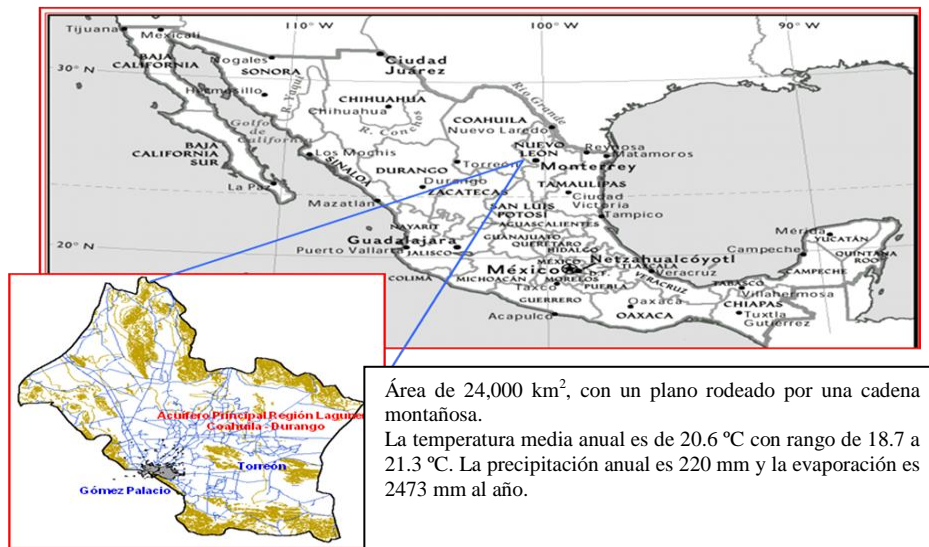 110° W
100° W
90° W
Tijuana
Mexicali
BAJA
CALIFORNIA
Nogales
SONORA
Ciudad
Juárez
30° N
Hermosillo
R. Yaqui
CHIHUAHUA
Chihuahua
R. Conchos
Río Grande
COAHUILA
Nuevo Laredo
Golfo
de
California
BAJA
CALIFORNIA
SUR
Los Mochis
SINALOA
NUEVO
LEÓN
Reynosa
Matamoros
Torreón
Monterrey
DURANGO
Durango
La Paz
ZACATECAS
TAMAULIPAS
Ciudad
Victoria
Mazatlán
SAN LUIS
POTOSÍ
Tampico
AGUASCALIENTES
NAYARIT
20° N
Guadalajara
Puerto Vallarta
JALISCO
GUANAJUATO
QUERÉTARO
HIDALGO
Mérida
YUCATÁN
Campeche
QUINTANA
ROO
CAMPECHE
COLIMA
MICHOACÁN
MÉXICO
México
D.F.
Netzahualcóyotl
TLAXCALA
Veracruz
VERACRUZ
MORELOS
PUEBLA
Taxco
TABASCO
Villahermosa
GUERRERO
Oaxaca
OAXACA
CHIAPAS
Tuxtla
Gutiérrez
Acapulco
Acuífero Principal Región Lagune
Coahuila - Durango
Torreón
Gómez Palacio
Área de 24,000 km², con un plano rodeado por una cadena
montañosa.
La temperatura media anual es de 20.6 ºC con rango de 18.7 a
21.3 ºC. La precipitación anual es 220 mm y la evaporación es
2473 mm al año.